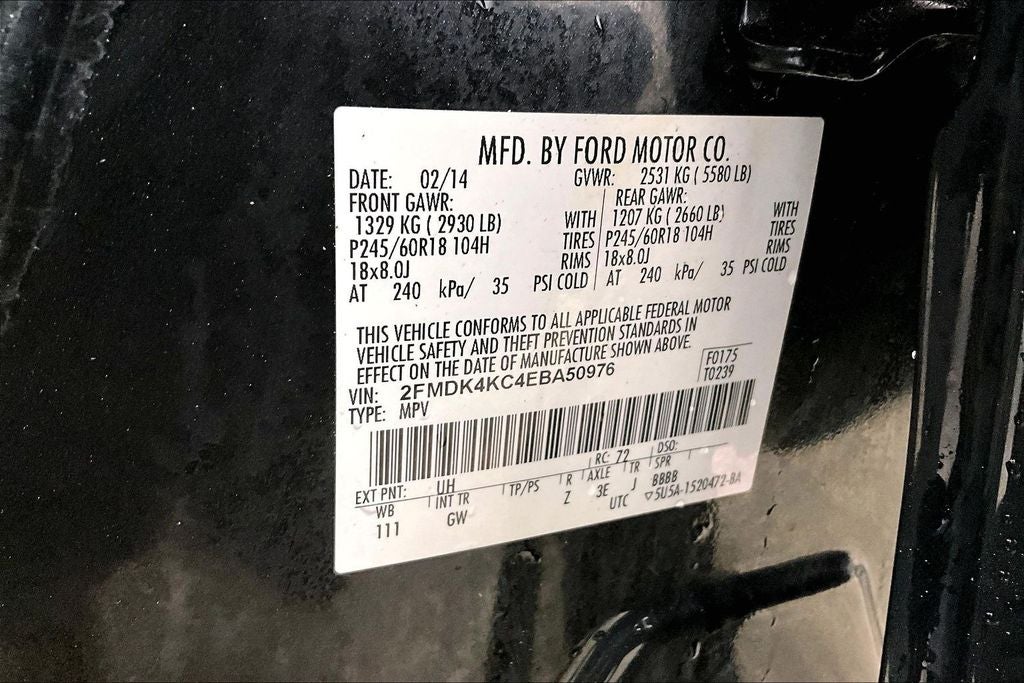 MFD. BY FORD MOTOR CO.
DATE: 02/14 GVWR: 2531 KG ( 5580 LB)
FRONT GAWR: REAR GAWR:
1329 KG ( 2930 LB) WITH 1207 KG ( 2660 LB) WITH
P245/60R18 104H TIRES P245/60R18 104H TIRES
18x8.0J RIMS 18x8.0J RIMS
AT 240 kPa/ 35 PSI COLD AT 240 kPa/ 35 PSI COLD
THIS VEHICLE CONFORMS TO ALL APPLICABLE FEDERAL MOTOR
VEHICLE SAFETY AND THEFT PREVENTION STANDARDS IN
EFFECT ON THE DATE OF MANUFACTURE SHOWN ABOVE.
F0175
VIN: 2FMDK4KC4EBA50976 T0239
TYPE: MPV
EXT PNT: UH RC: 72 DSO:
WB INT TR TP/PS R AXLE TR SPR
111 GW Z 3E J BBBB
UTC ▽5U5A-1520472-BA